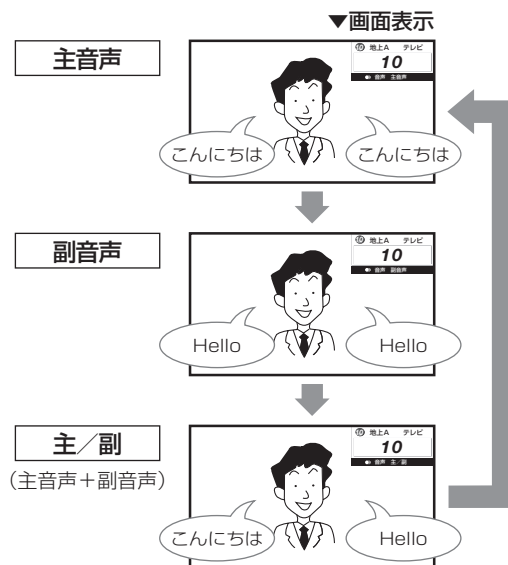 ▼画面表示
主音声
地上A テレビ
10
音声 主音声
こんにちは こんにちは
副音声
地上A テレビ
10
音声 副音声
Hello Hello
主／副
（主音声＋副音声）
地上A テレビ
10
音声 主／副
こんにちは Hello